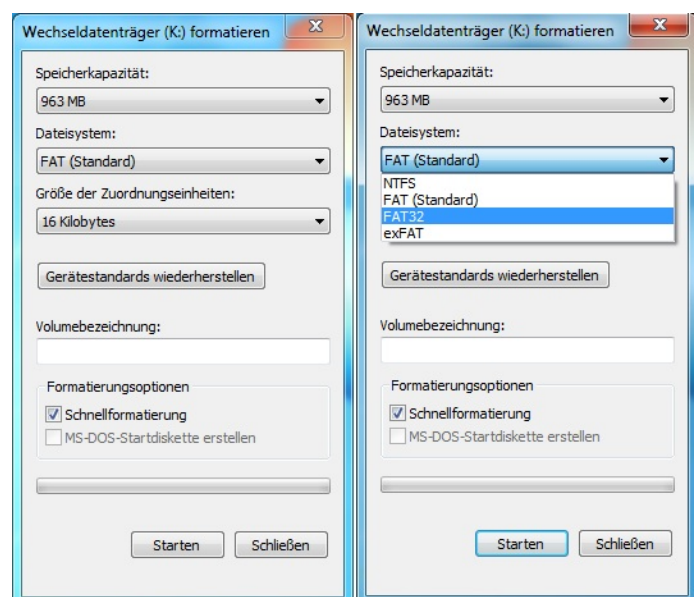 Wechseldatenträger (K:) formatieren
Speicherkapazität:
963 MB
Dateisystem:
FAT (Standard)
Größe der Zuordnungseinheiten:
16 Kilobytes
Gerätestandards wiederherstellen
Volumebezeichnung:
Formatierungsoptionen
Schnellformatierung
MS-DOS-Startdiskette erstellen
Starten
Schließen
Wechseldatenträger (K:) formatieren
Speicherkapazität:
963 MB
Dateisystem:
FAT (Standard)
NTFS
FAT (Standard)
FAT32
exFAT
Gerätestandards wiederherstellen
Volumebezeichnung:
Formatierungsoptionen
Schnellformatierung
MS-DOS-Startdiskette erstellen
Starten
Schließen